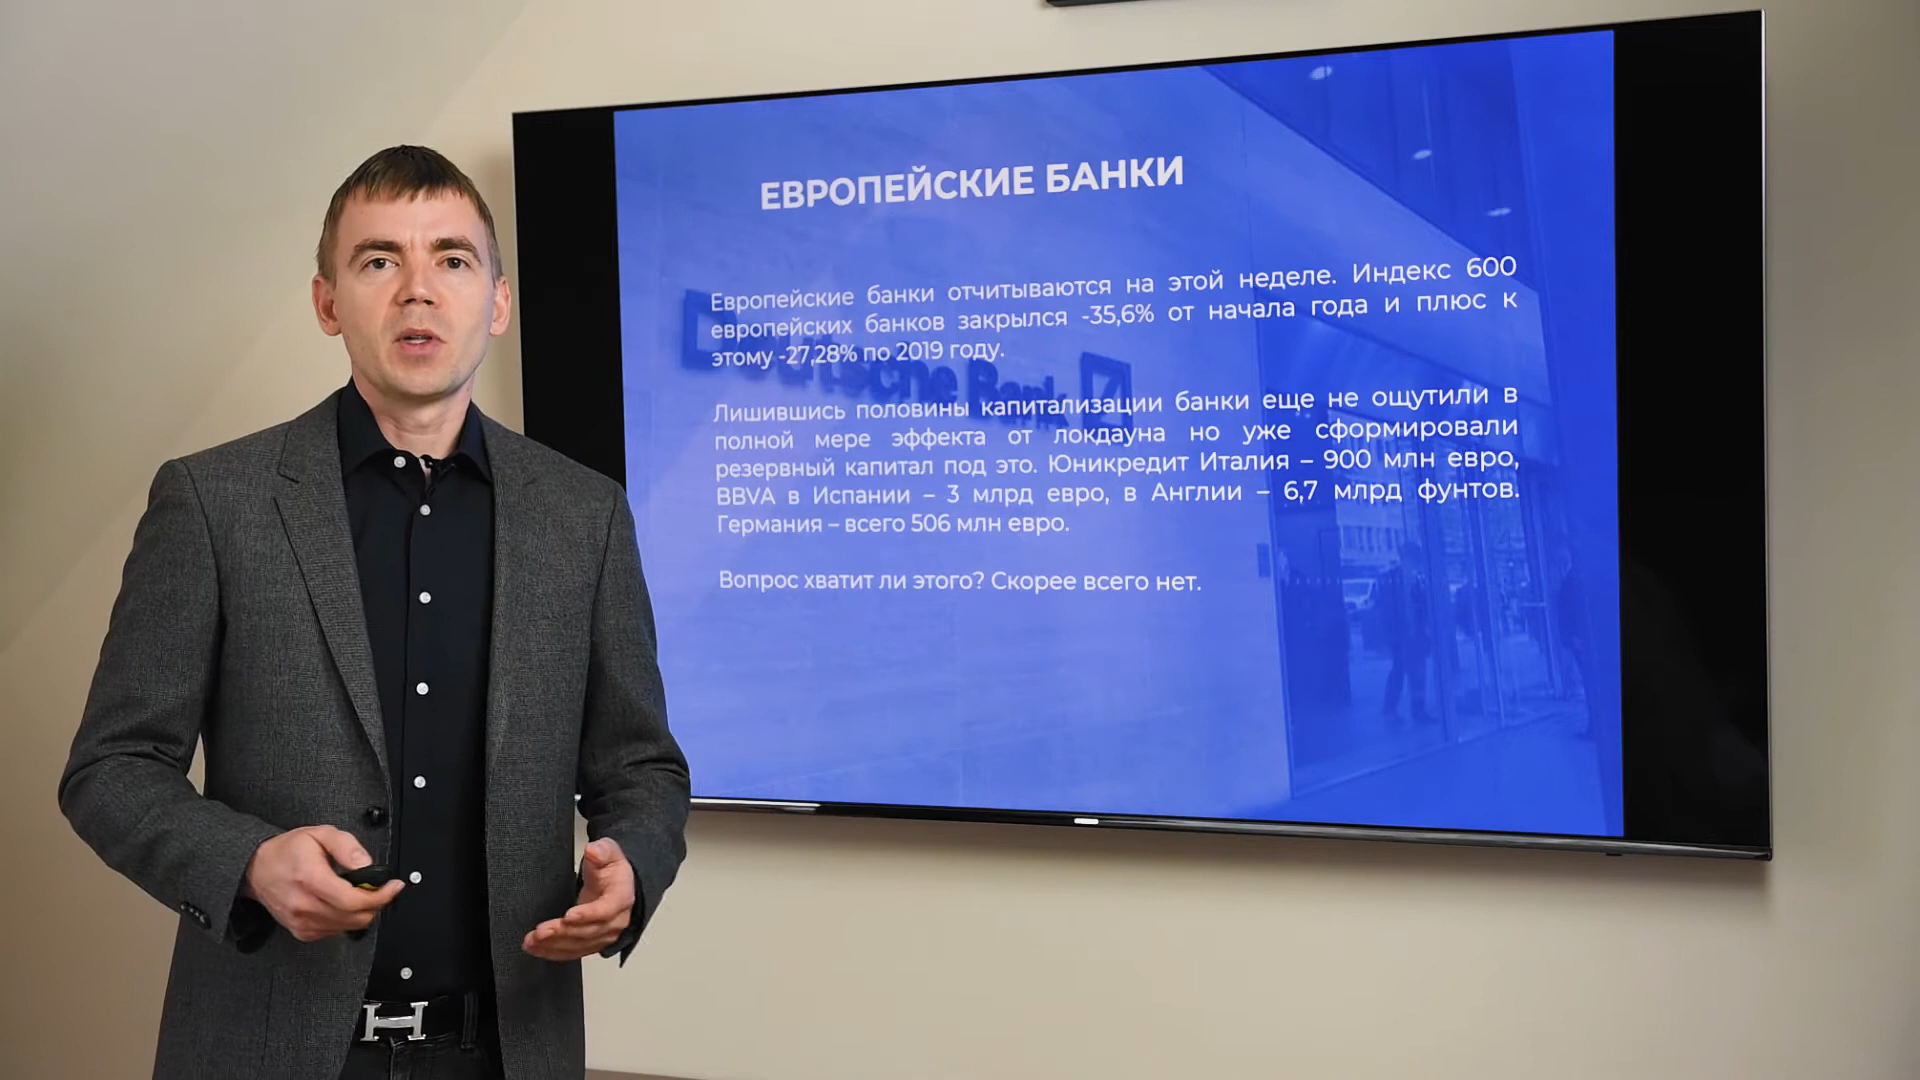 ЕВРОПЕЙСКИЕ БАНКИ
Европейские банки отчитываются на этой неделе. Индекс 600
европейских банков закрылся -35,6% от начала года и плюс к
этому -27,28% по 2019 году.
Deutsche Bank
Лишившись половины капитализации банки еще не ощутили в
полной мере эффекта от локдауна но уже сформировали
резервный капитал под это. Юникредит Италия – 900 млн евро,
BBVA в Испании – 3 млрд евро, в Англии – 6,7 млрд фунтов.
Германия – всего 506 млн евро.
Вопрос хватит ли этого? Скорее всего нет.